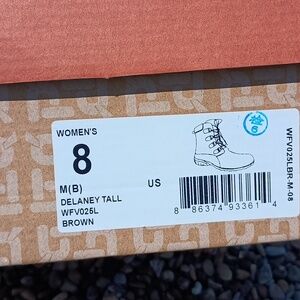 WOMEN'S
8
M(B)
US
DELANEY TALL
WFV025L
BROWN
8 86374 93361 4
WFV025LBR-M-08